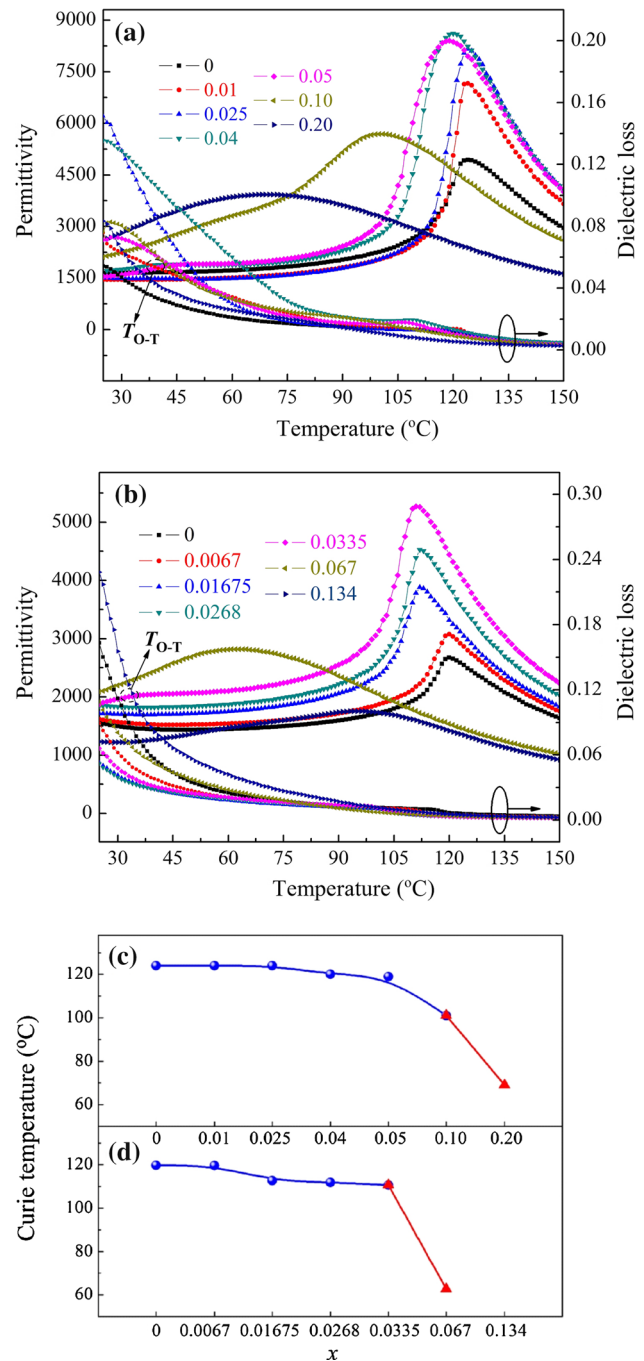 (a)
9000
7500
6000
4500
3000
1500
0
Permittivity
0
0.01
0.025
0.04
0.05
0.10
0.20
T O-T
0.20
0.16
0.12
0.08
0.04
0.00
Dielectric loss
30 45 60 75 90 105 120 135 150
Temperature (ºC)
(b)
5000
4000
3000
2000
1000
0
Permittivity
0
0.0067
0.01675
0.0268
0.0335
0.067
0.134
T O-T
0.30
0.24
0.18
0.12
0.06
0.00
Dielectric loss
30 45 60 75 90 105 120 135 150
Temperature (ºC)
Curie temperature (ºC)
(c)
120
100
80
60
0 0.01 0.025 0.04 0.05 0.10 0.20
(d)
120
100
80
60
0 0.0067 0.01675 0.0268 0.0335 0.067 0.134
x